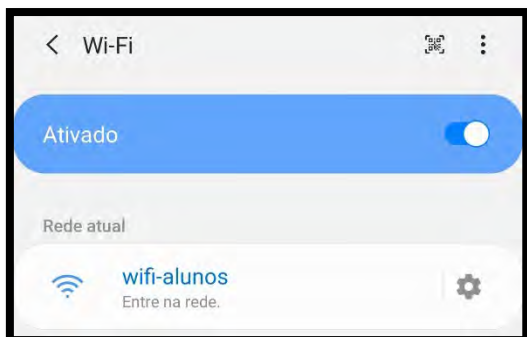 Wi-Fi
Ativado
Rede atual
wifi-alunos
Entre na rede.